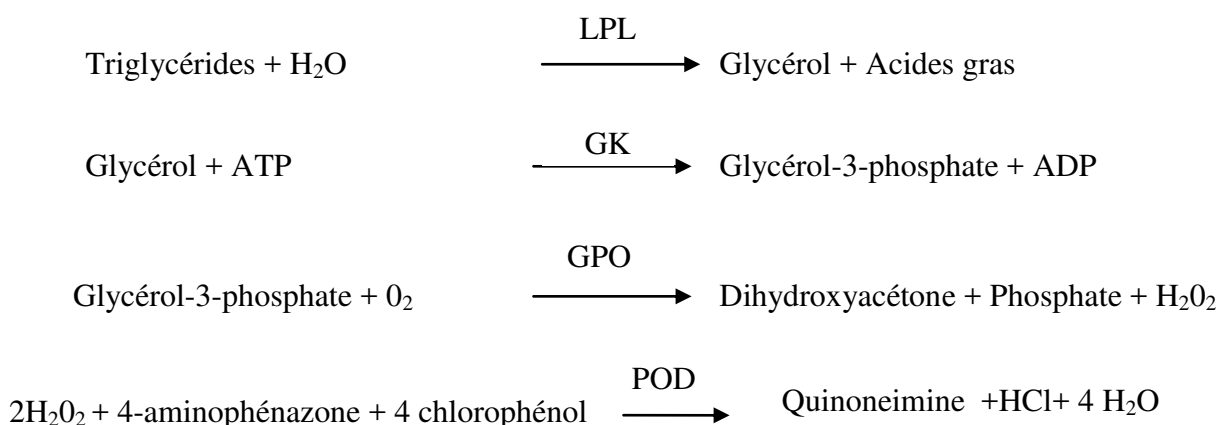 LPL
Triglycérides + H₂O Glycérol + Acides gras
GK
Glycérol + ATP Glycérol-3-phosphate + ADP
GPO
Glycérol-3-phosphate + 0₂ Dihydroxyacétone + Phosphate + H₂0₂
POD
2H₂0₂ + 4-aminophénazone + 4 chlorophénol Quinoneimine +HCl+ 4 H₂O